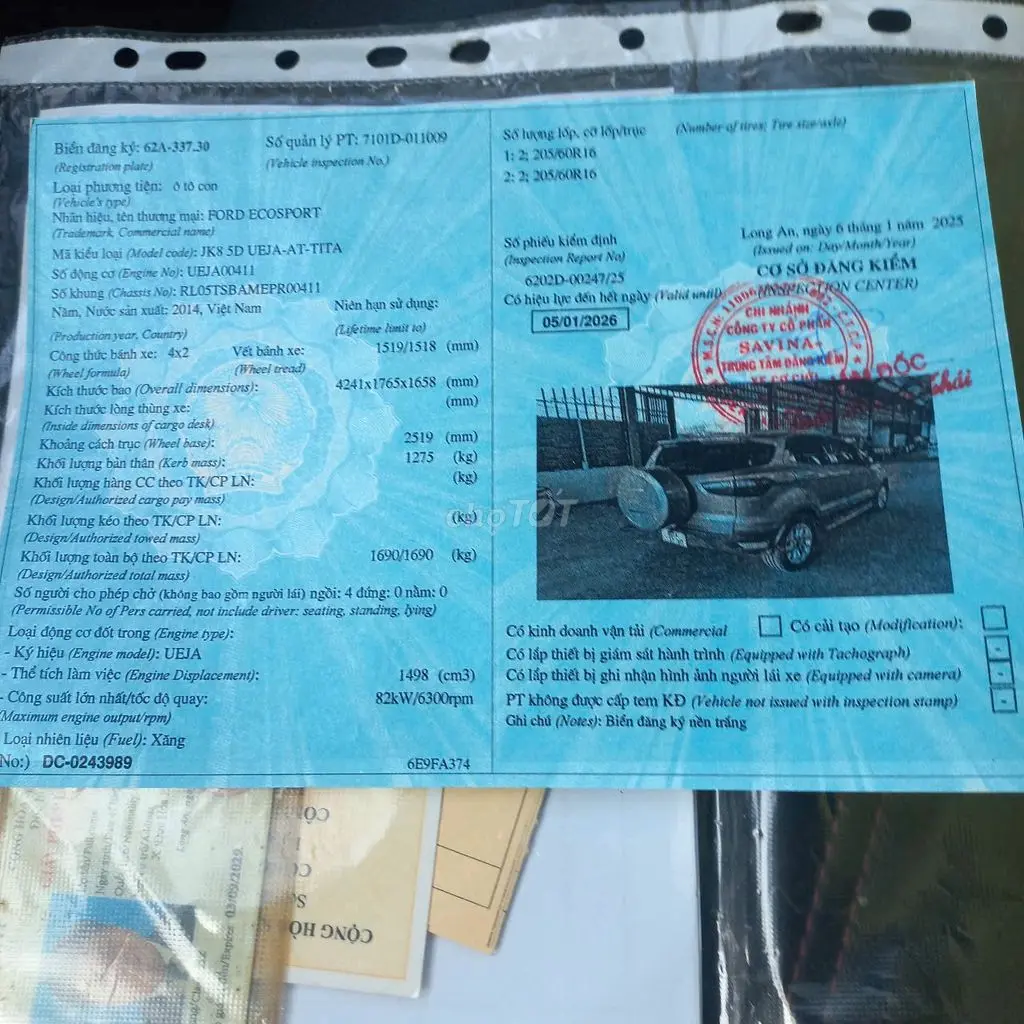 Biển đăng ký: 62A-337.30
Số quản lý PT: 7101D-011009
(Registration plate)
(Vehicle inspection No.)
Loại phương tiện: ô tô con
(Vehicle's type)
Nhãn hiệu, tên thương mại: FORD ECOSPORT
(Trademark, Commercial name)
Mã kiểu loại (Model code): JK8 5D UEJA-AT-TITA
Số động cơ (Engine No): UEJA00411
Số khung (Chassis No): RL05TSBAMEPR00411
Năm, Nước sản xuất: 2014, Việt Nam
Niên hạn sử dụng:
(Production year, Country)
(Lifetime limit to)
Công thức bánh xe: 4x2
Vết bánh xe: 1519/1518 (mm)
(Wheel formula)
(Wheel tread)
Kích thước bao (Overall dimensions): 4241x1765x1658 (mm)
Kích thước lòng thùng xe: (mm)
(Inside dimensions of cargo desk)
Khoảng cách trục (Wheel base): 2519 (mm)
Khối lượng bản thân (Kerb mass): 1275 (kg)
Khối lượng hàng CC theo TK/CP LN: (kg)
(Design/Authorized cargo pay mass)
Khối lượng kéo theo TK/CP LN: (kg)
(Design/Authorized towed mass)
Khối lượng toàn bộ theo TK/CP LN: 1690/1690 (kg)
(Design/Authorized total mass)
Số người cho phép chở (không bao gồm người lái) ngồi: 4 đứng: 0 nằm: 0
(Permissible No of Pers carried, not include driver: seating, standing, lying)
Loại động cơ đốt trong (Engine type):
- Ký hiệu (Engine model): UEJA
- Thể tích làm việc (Engine Displacement): 1498 (cm3)
- Công suất lớn nhất/tốc độ quay: 82kW/6300rpm
(Maximum engine output/rpm)
Loại nhiên liệu (Fuel): Xăng
No:) DC-0243989
6E9FA374
Số lượng lốp, cỡ lốp/trục (Number of tires; Tire size/axle)
1: 2; 205/60R16
2: 2; 205/60R16
Long An, ngày 6 tháng 1 năm 2025
(Issued on: Day/Month/Year)
Số phiếu kiểm định
(Inspection Report No)
CƠ SỞ ĐĂNG KIỂM
6202D-00247/25
(INSPECTION CENTER)
Có hiệu lực đến hết ngày (Valid until)
05/01/2026
CHI NHÁNH
CÔNG TY CỔ PHẦN
SAVINA-
TRUNG TÂM ĐĂNG KIỂM
XE CƠ GIỚI
choTỐT
Có kinh doanh vận tải (Commercial
Có cải tạo (Modification):
Có lắp thiết bị giám sát hành trình (Equipped with Tachograph)
Có lắp thiết bị ghi nhận hình ảnh người lái xe (Equipped with camera)
PT không được cấp tem KĐ (Vehicle not issued with inspection stamp)
Ghi chú (Notes): Biển đăng ký nền trắng
CỘNG HÒ
03/09/2029